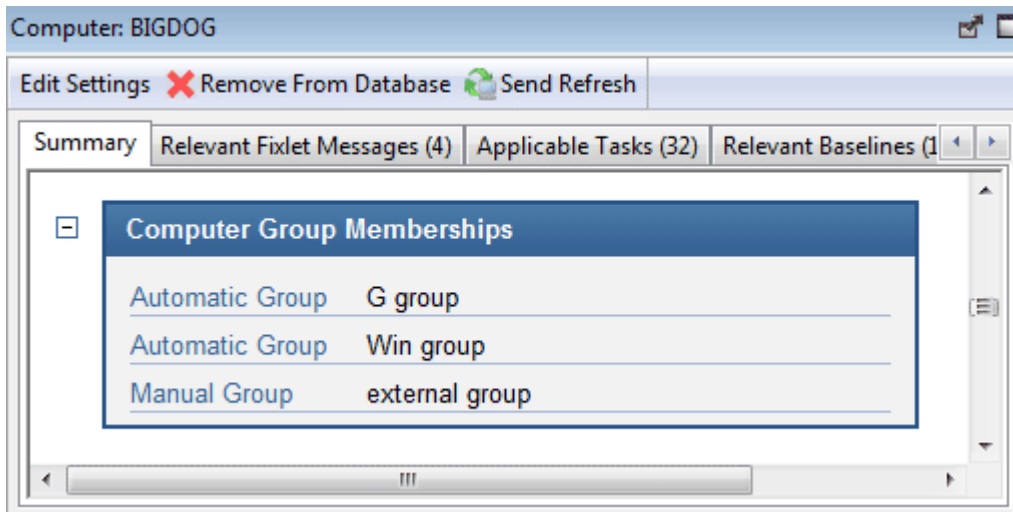 Computer: BIGDOG
Edit Settings Remove From Database Send Refresh
Summary Relevant Fixlet Messages (4) Applicable Tasks (32) Relevant Baselines (1
Computer Group Memberships
Automatic Group G group
Automatic Group Win group
Manual Group external group